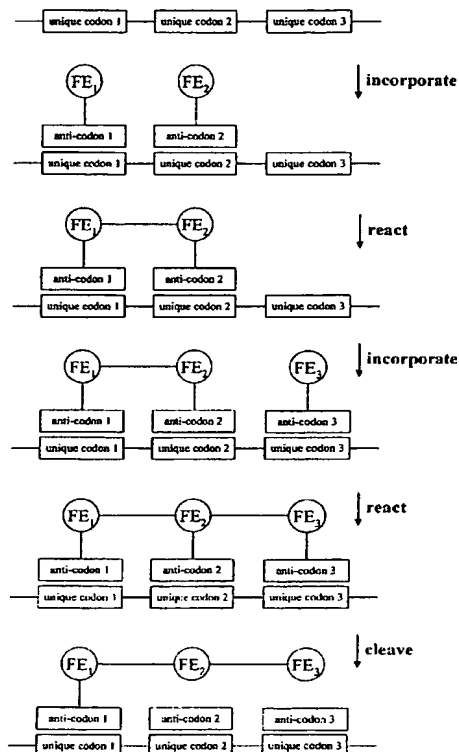 unique codon 1 unique codon 2 unique codon 3
FE1 FE2 incorporate
anti-codon 1 anti-codon 2
unique codon 1 unique codon 2 unique codon 3
FE1 FE2 react
anti-codon 1 anti-codon 2
unique codon 1 unique codon 2 unique codon 3
FE1 FE2 FE3 incorporate
anti-codon 1 anti-codon 2 anti-codon 3
unique codon 1 unique codon 2 unique codon 3
FE1 FE2 FE3 react
anti-codon 1 anti-codon 2 anti-codon 3
unique codon 1 unique codon 2 unique codon 3
FE1 FE2 FE3 cleave
anti-codon 1 anti-codon 2 anti-codon 3
unique codon 1 unique codon 2 unique codon 3